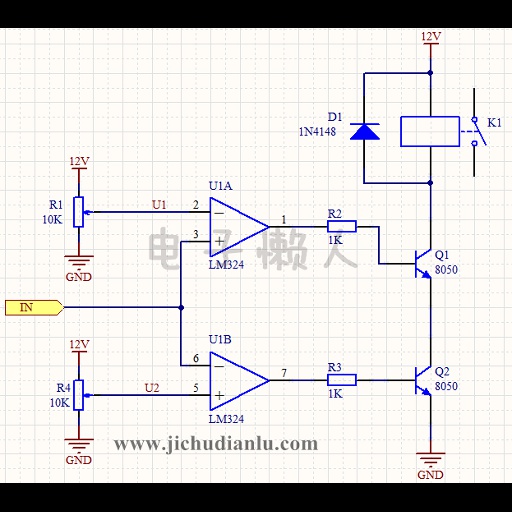 12V
D1
1N4148
K1
12V
R1
10K
U1
2
U1A
1
3
LM324
R2
1K
Q1
8050
GND
电子懒人
IN
12V
U1B
6
7
5
LM324
R3
1K
Q2
8050
R4
10K
U2
GND
www.jichudianlu.com
GND